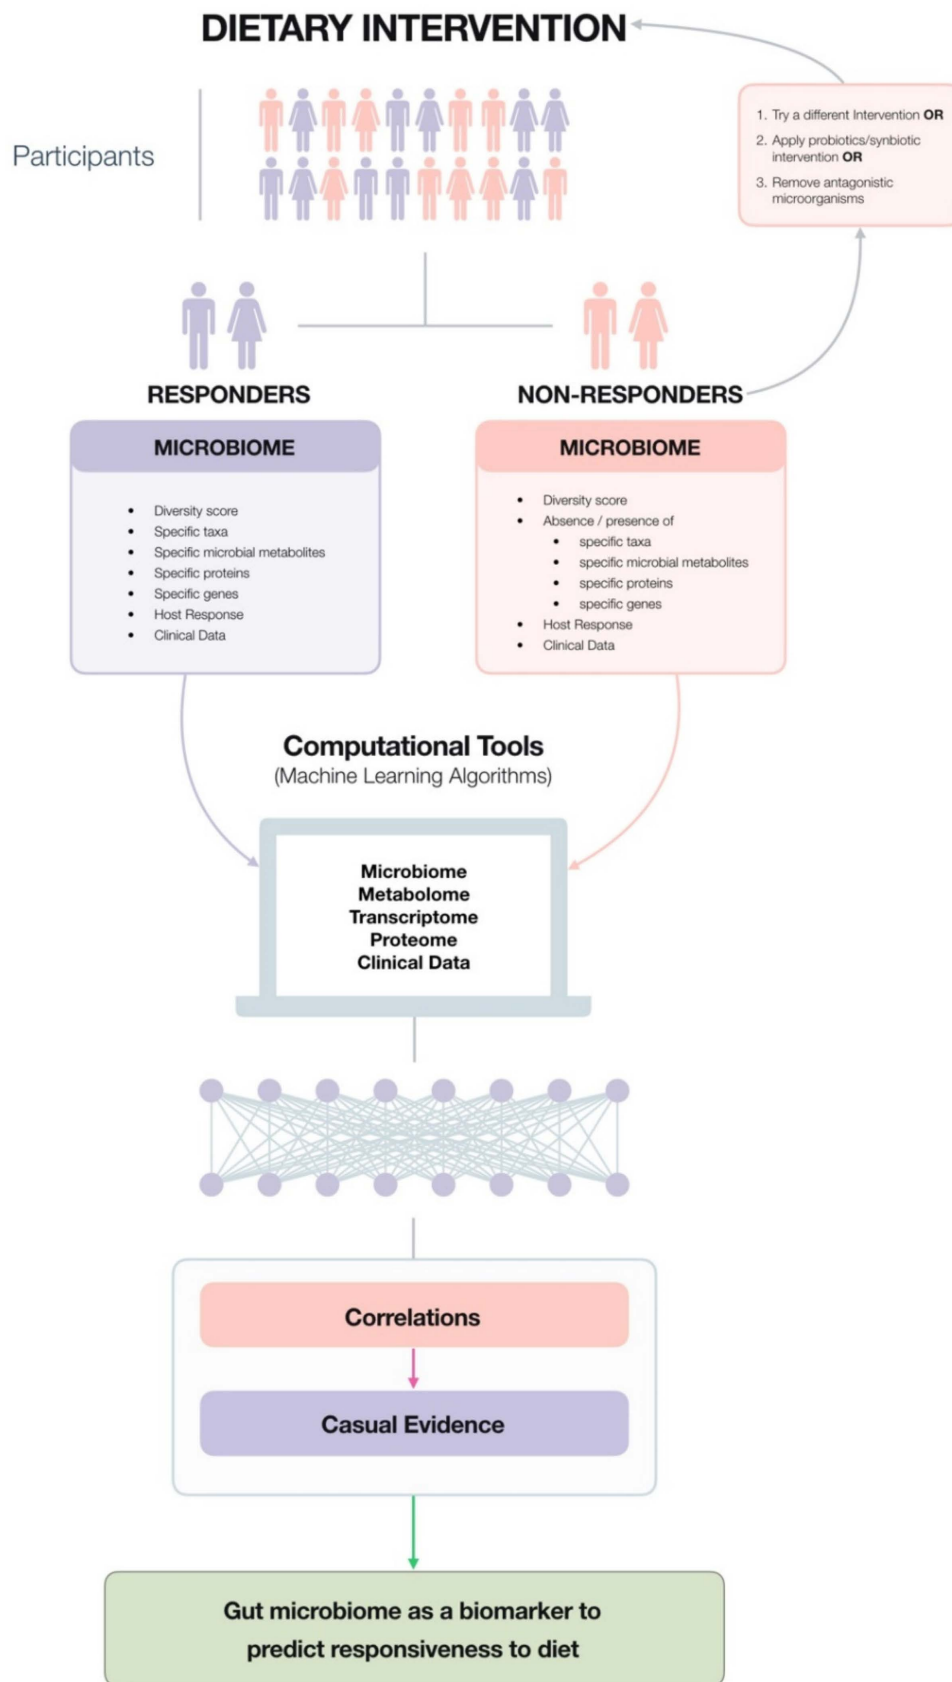 DIETARY INTERVENTION
Participants
1. Try a different Intervention OR
2. Apply probiotics/synbiotic
intervention OR
3. Remove antagonistic
microorganisms
RESPONDERS
NON-RESPONDERS
MICROBIOME
• Diversity score
• Specific taxa
• Specific microbial metabolites
• Specific proteins
• Specific genes
• Host Response
• Clinical Data
MICROBIOME
• Diversity score
• Absence / presence of
• specific taxa
• specific microbial metabolites
• specific proteins
• specific genes
• Host Response
• Clinical Data
Computational Tools
(Machine Learning Algorithms)
Microbiome
Metabolome
Transcriptome
Proteome
Clinical Data
Correlations
Casual Evidence
Gut microbiome as a biomarker to
predict responsiveness to diet